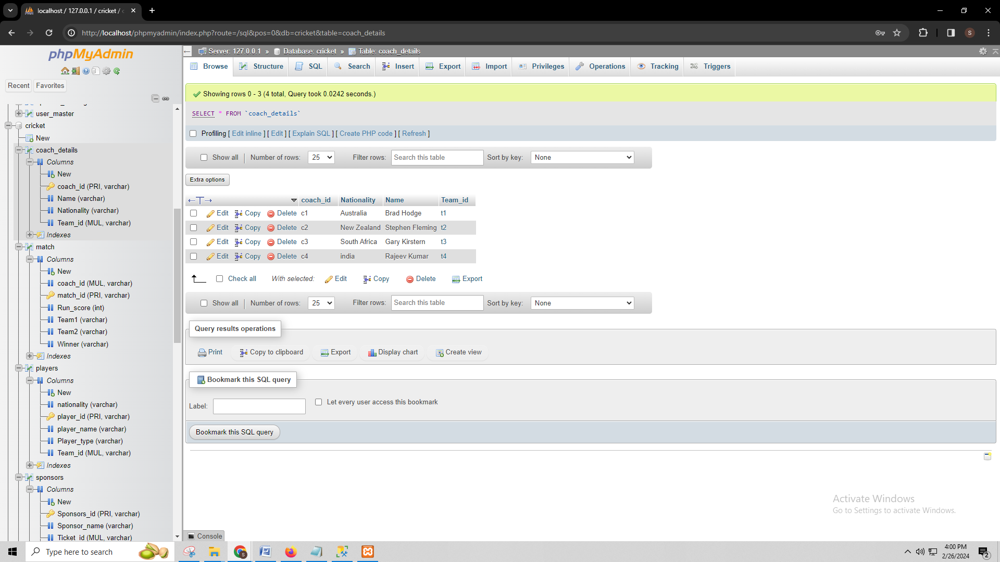 localhost / 127.0.0.1 / cricket /
http://localhost/phpmyadmin/index.php?route=/sql&pos=0&db=cricket&table=coach_details
S
phpMyAdmin
Recent
Favorites
user_master
cricket
New
coach_details
Columns
New
coach_id (PRI, varchar)
Name (varchar)
Nationality (varchar)
Team_id (MUL, varchar)
Indexes
match
Columns
New
coach_id (MUL, varchar)
match_id (PRI, varchar)
Run_score (int)
Team1 (varchar)
Team2 (varchar)
Winner (varchar)
Indexes
players
Columns
New
nationality (varchar)
player_id (PRI, varchar)
player_name (varchar)
Player_type (varchar)
Team_id (MUL, varchar)
Indexes
sponsors
Columns
New
Sponsors_id (PRI, varchar)
Sponsor_name (varchar)
Ticket_id (MUL, varchar)
Server: 127.0.0.1 » Database: cricket » Table: coach_details
Browse Structure SQL Search Insert Export Import Privileges Operations Tracking Triggers
Showing rows 0 - 3 (4 total, Query took 0.0242 seconds.)
SELECT * FROM `coach_details`
Profiling [ Edit inline ] [ Edit ] [ Explain SQL ] [ Create PHP code ] [ Refresh ]
Show all Number of rows: 25 Filter rows: Search this table Sort by key: None
Extra options
coach_id Nationality Name Team_id
Edit Copy Delete c1 Australia Brad Hodge t1
Edit Copy Delete c2 New Zealand Stephen Fleming t2
Edit Copy Delete c3 South Africa Gary Kirstern t3
Edit Copy Delete c4 india Rajeev Kumar t4
Check all With selected: Edit Copy Delete Export
Show all Number of rows: 25 Filter rows: Search this table Sort by key: None
Query results operations
Print Copy to clipboard Export Display chart Create view
Bookmark this SQL query
Label: Let every user access this bookmark
Bookmark this SQL query
Activate Windows
Go to Settings to activate Windows.
Console
Type here to search
4:00 PM
2/26/2024
2